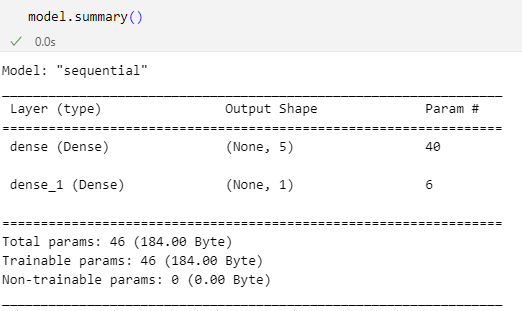 model.summary()
✓ 0.0s
Model: "sequential"
_________________________________________________________________
Layer (type) Output Shape Param #
=================================================================
dense (Dense) (None, 5) 40
dense_1 (Dense) (None, 1) 6
=================================================================
Total params: 46 (184.00 Byte)
Trainable params: 46 (184.00 Byte)
Non-trainable params: 0 (0.00 Byte)
_________________________________________________________________